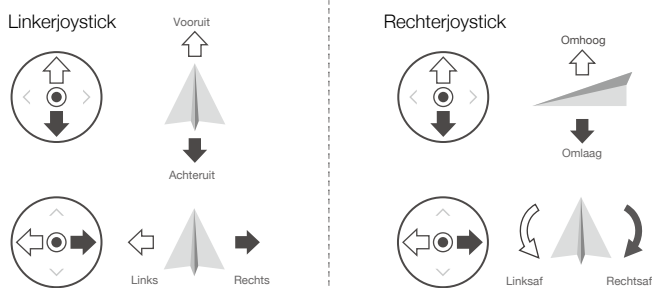 Linkerjoystick
Vooruit
Achteruit
Links
Rechts
Rechterjoystick
Omhoog
Omlaag
Linksaf
Rechtsaf